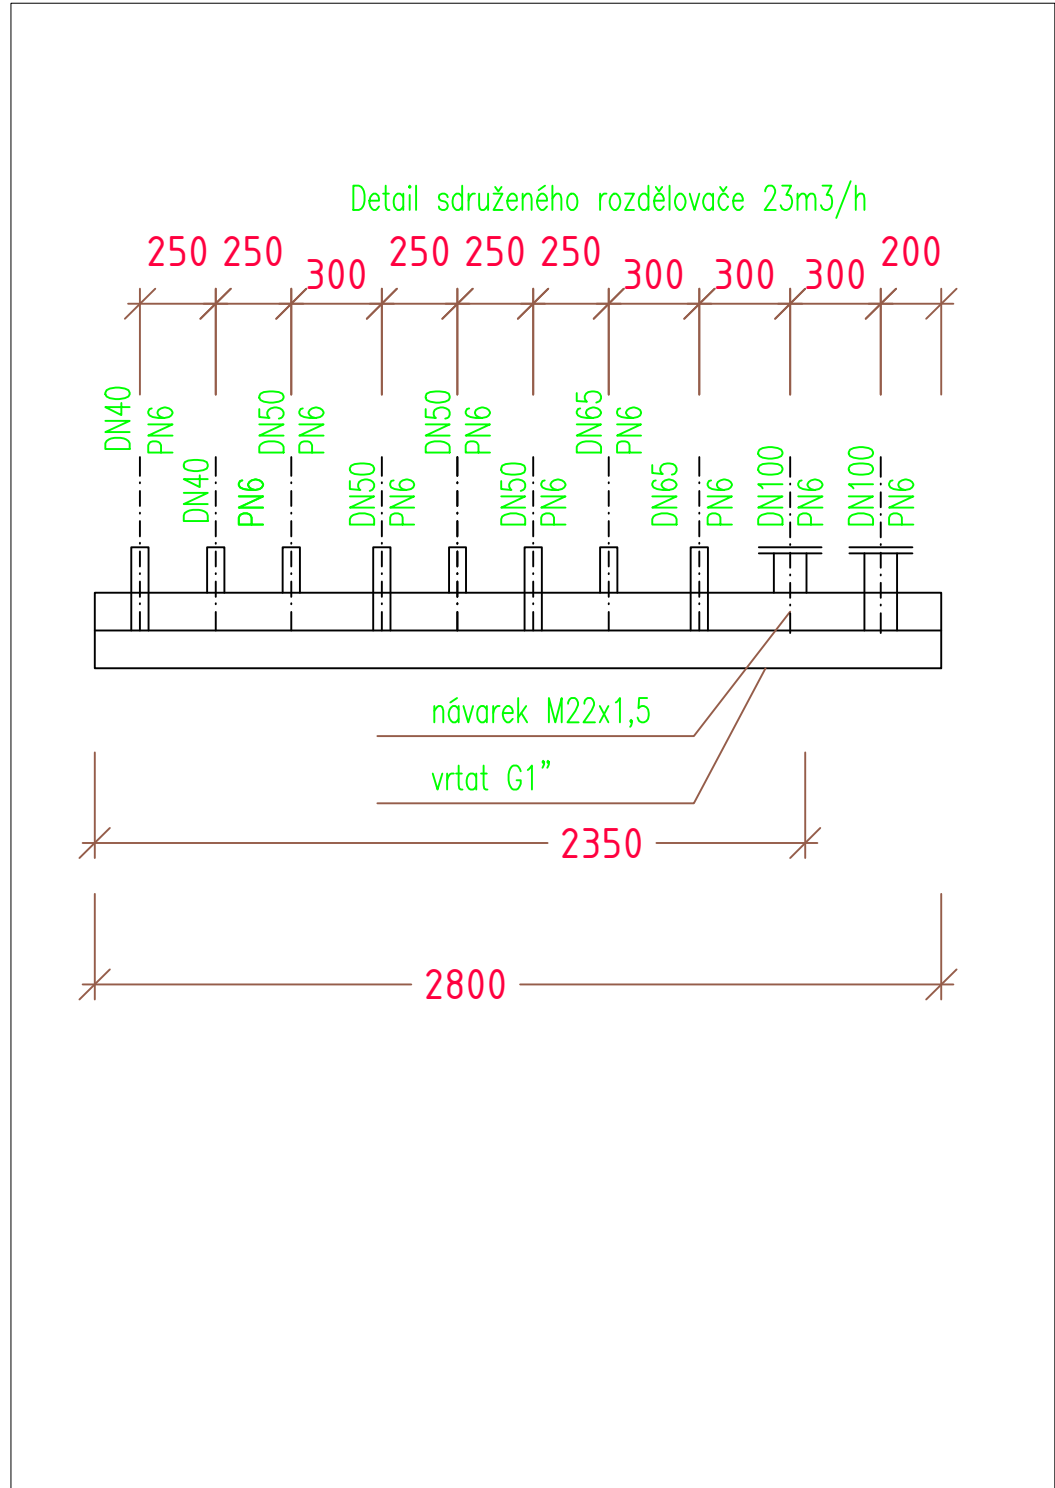 Detail sdruženého rozdělovače 23m3/h
250
250
300
250
250
250
300
300
300
200
DN40
PN6
DN40
PN6
DN50
PN6
DN50
PN6
DN50
PN6
DN50
PN6
DN65
PN6
DN65
PN6
DN100
PN6
DN100
PN6
návarek M22x1,5
vrtat G1”
2350
2800